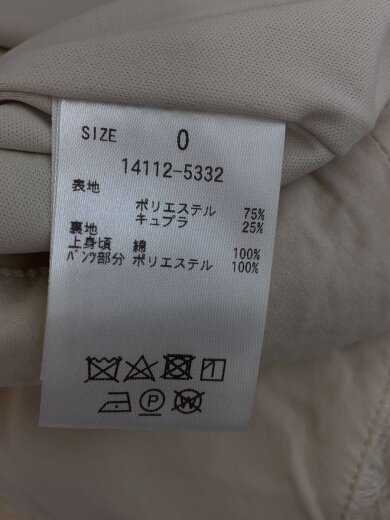 SIZE 0
14112-5332
表地
ポリエステル 75%
キュプラ 25%
裏地
上身頃 綿 100%
パンツ部分 ポリエステル 100%